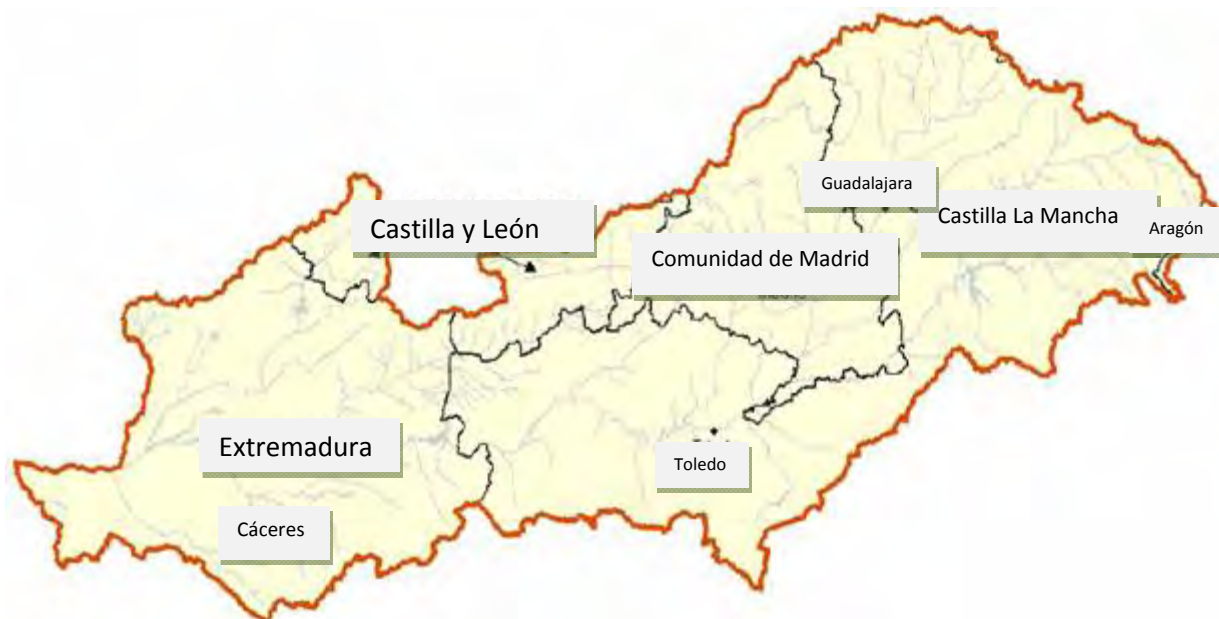 Guadalajara
Castilla y León
Castilla La Mancha
Aragón
Comunidad de Madrid
Extremadura
Toledo
Cáceres